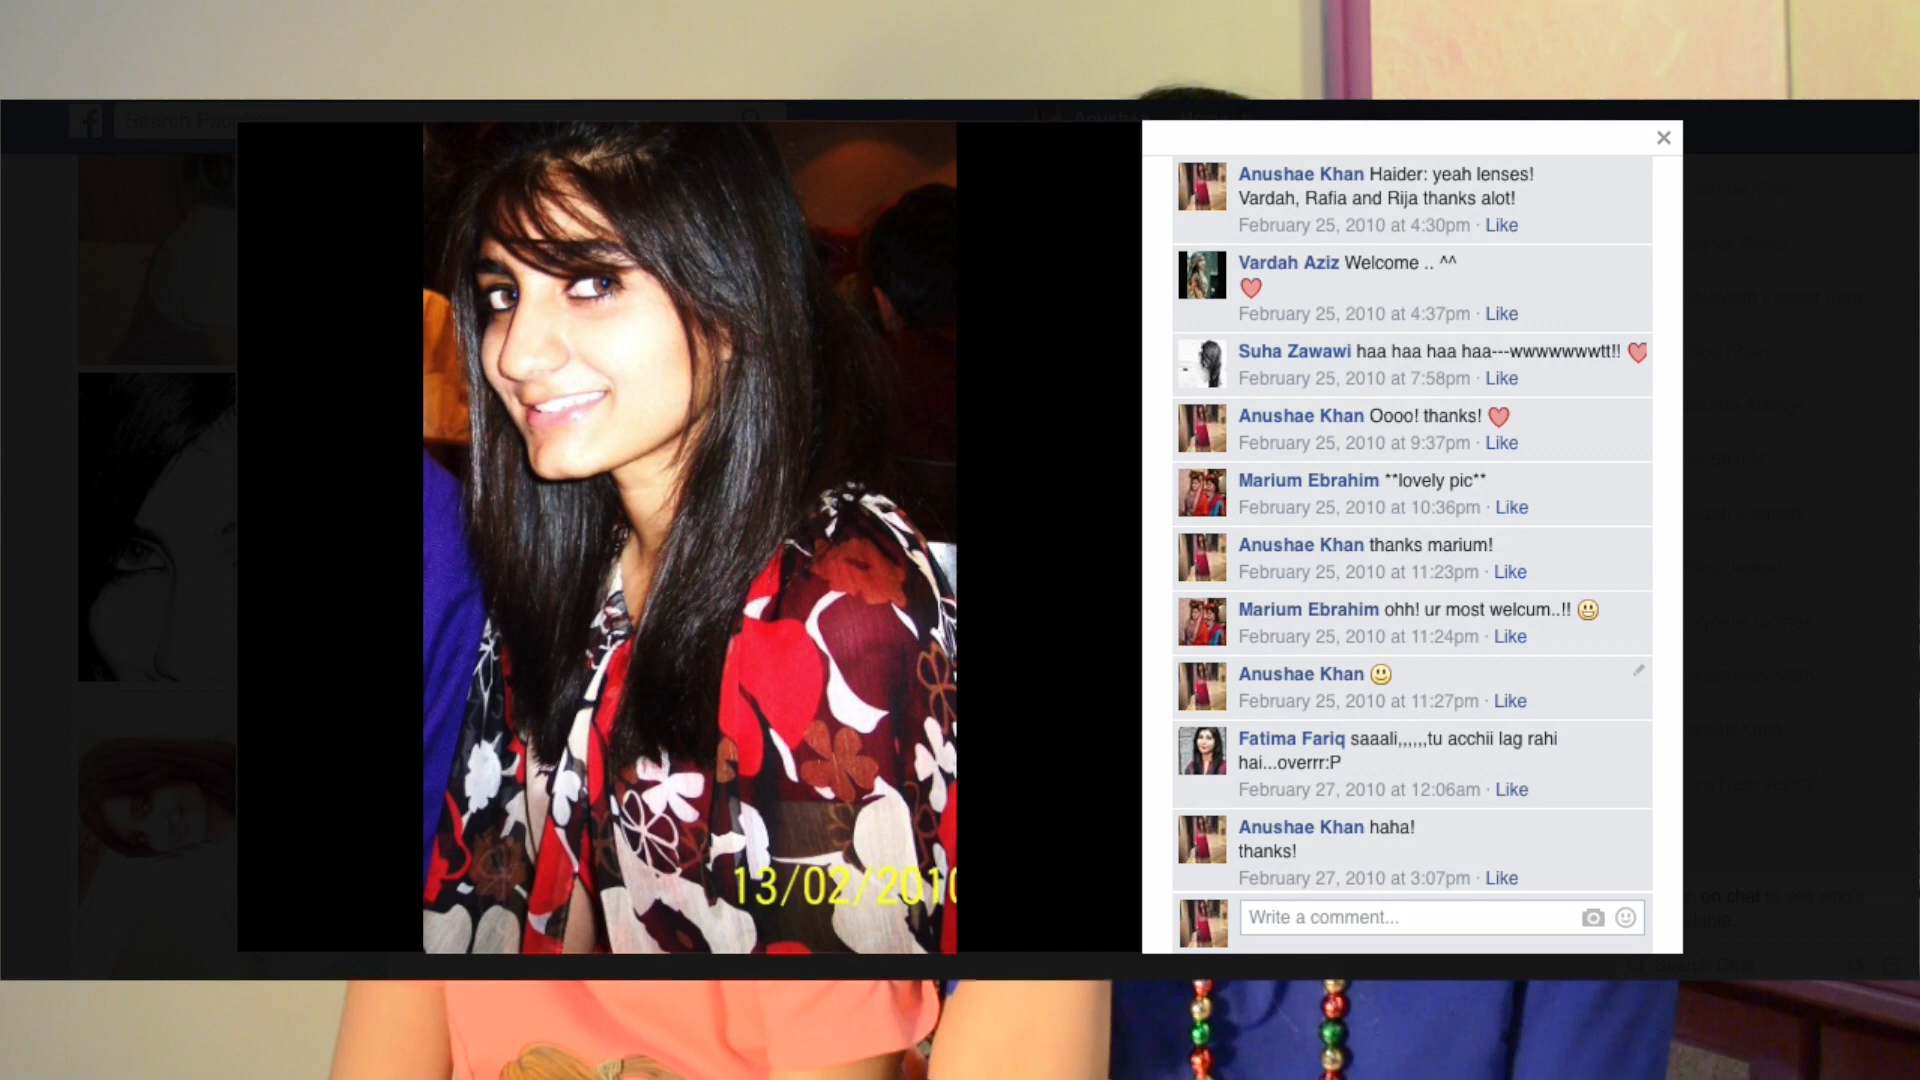 Search Facebook
Anushae Khan Haider: yeah lenses!
Vardah, Rafia and Rija thanks alot!
February 25, 2010 at 4:30pm · Like
Vardah Aziz Welcome .. ^^
February 25, 2010 at 4:37pm · Like
Suha Zawawi haa haa haa haa---wwwwwwwtt!!
February 25, 2010 at 7:58pm · Like
Anushae Khan Oooo! thanks!
February 25, 2010 at 9:37pm · Like
Marium Ebrahim **lovely pic**
February 25, 2010 at 10:36pm · Like
Anushae Khan thanks marium!
February 25, 2010 at 11:23pm · Like
Marium Ebrahim ohh! ur most welcum..!!
February 25, 2010 at 11:24pm · Like
Anushae Khan
February 25, 2010 at 11:27pm · Like
Fatima Fariq saaali,,,,,,tu acchii lag rahi
hai...overrr:P
February 27, 2010 at 12:06am · Like
Anushae Khan haha!
thanks!
February 27, 2010 at 3:07pm · Like
Write a comment...
13/02/2010
Search Chat